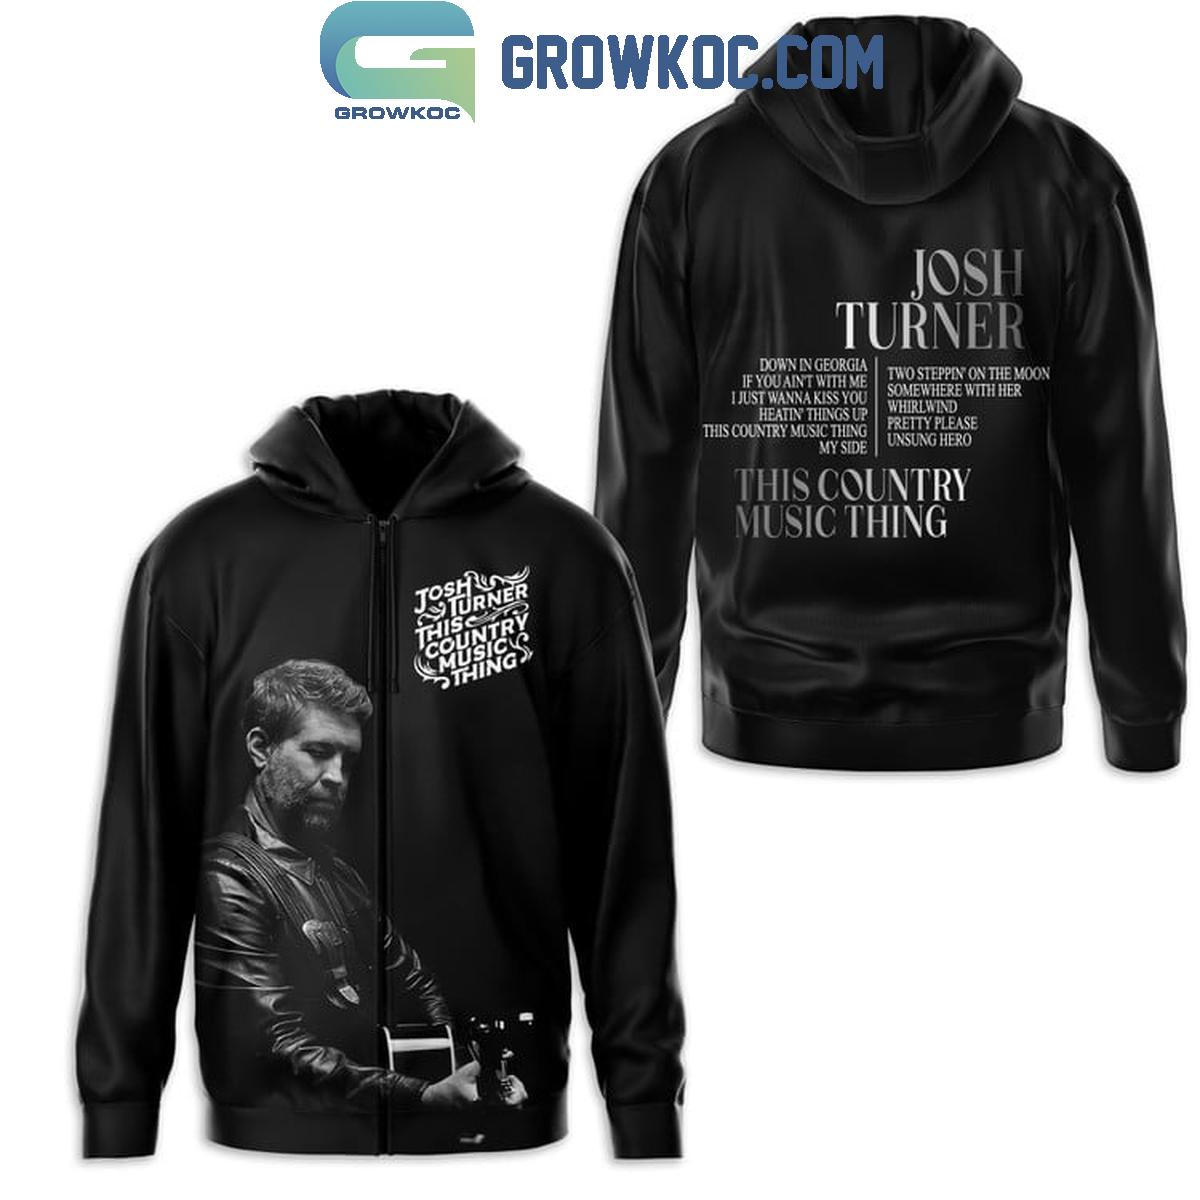 GROWKOC
GROWKOC.COM
JOSH
TURNER
DOWN IN GEORGIA
IF YOU AIN'T WITH ME
I JUST WANNA KISS YOU
HEATIN' THINGS UP
THIS COUNTRY MUSIC THING
MY SIDE
TWO STEPPIN' ON THE MOON
SOMEWHERE WITH HER
WHIRLWIND
PRETTY PLEASE
UNSUNG HERO
THIS COUNTRY
MUSIC THING
JOSH
TURNER
THIS
COUNTRY
MUSIC
THING